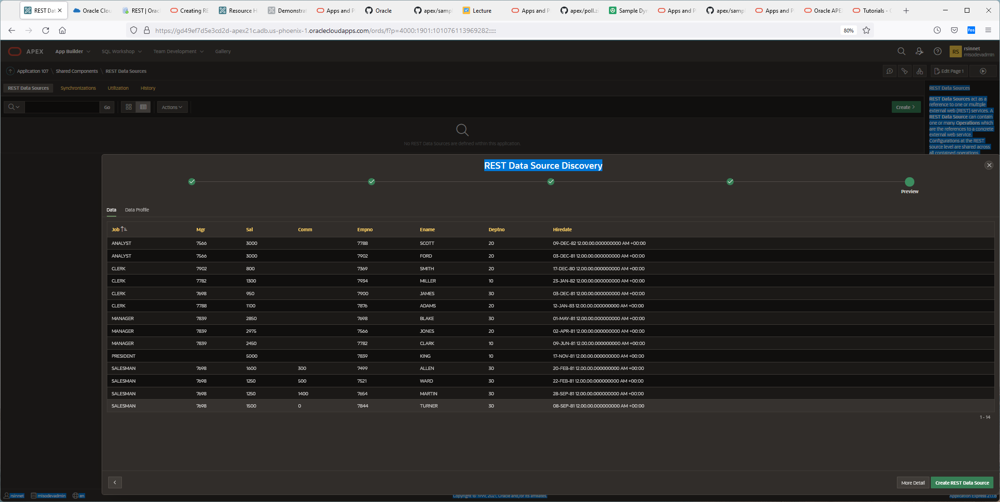 REST Dat
Oracle Clou
REST | Orac
Creating RE
Resource H
Demonstrat
Apps and P
Oracle
apex/samp
Lecture
Apps and P
apex/poll.zi
Sample Dyn
Apps and P
apex/samp
Apps and P
Oracle APE
Tutorials - O
https://gd49ef7d5e3cd2d-apex21c.adb.us-phoenix-1.oraclecloudapps.com/ords/f?p=4000:1901:101076113969282:::::
80%
fos
APEX
App Builder
SQL Workshop
Team Development
Gallery
RS
rsinnet
misodevadmin
Application 107 \ Shared Components \ REST Data Sources
Edit Page 1
REST Data Sources
Synchronizations
Utilization
History
Go
Actions
Create
No REST Data Sources are defined within this application.
REST Data Sources
REST Data Sources act as a
reference to one or multiple
external web (REST) services. A
REST Data Source can contain
one or many Operations which
are the references to a concrete
external web service.
Configurations at the REST
source level are shared across
all contained operations
REST Data Source Discovery
Preview
Data
Data Profile
Job Mgr Sal Comm Empno Ename Deptno Hiredate
ANALYST 7566 3000 7788 SCOTT 20 09-DEC-82 12.00.00.000000000 AM +00:00
ANALYST 7566 3000 7902 FORD 20 03-DEC-81 12.00.00.000000000 AM +00:00
CLERK 7902 800 7369 SMITH 20 17-DEC-80 12.00.00.000000000 AM +00:00
CLERK 7782 1300 7934 MILLER 10 23-JAN-82 12.00.00.000000000 AM +00:00
CLERK 7698 950 7900 JAMES 30 03-DEC-81 12.00.00.000000000 AM +00:00
CLERK 7788 1100 7876 ADAMS 20 12-JAN-83 12.00.00.000000000 AM +00:00
MANAGER 7839 2850 7698 BLAKE 30 01-MAY-81 12.00.00.000000000 AM +00:00
MANAGER 7839 2975 7566 JONES 20 02-APR-81 12.00.00.000000000 AM +00:00
MANAGER 7839 2450 7782 CLARK 10 09-JUN-81 12.00.00.000000000 AM +00:00
PRESIDENT 5000 7839 KING 10 17-NOV-81 12.00.00.000000000 AM +00:00
SALESMAN 7698 1600 300 7499 ALLEN 30 20-FEB-81 12.00.00.000000000 AM +00:00
SALESMAN 7698 1250 500 7521 WARD 30 22-FEB-81 12.00.00.000000000 AM +00:00
SALESMAN 7698 1250 1400 7654 MARTIN 30 28-SEP-81 12.00.00.000000000 AM +00:00
SALESMAN 7698 1500 0 7844 TURNER 30 08-SEP-81 12.00.00.000000000 AM +00:00
1 - 14
More Detail
Create REST Data Source
rsinnet
misodevadmin
en
Copyright © 1999, 2021, Oracle and/or its affiliates.
Application Express 21.1.6